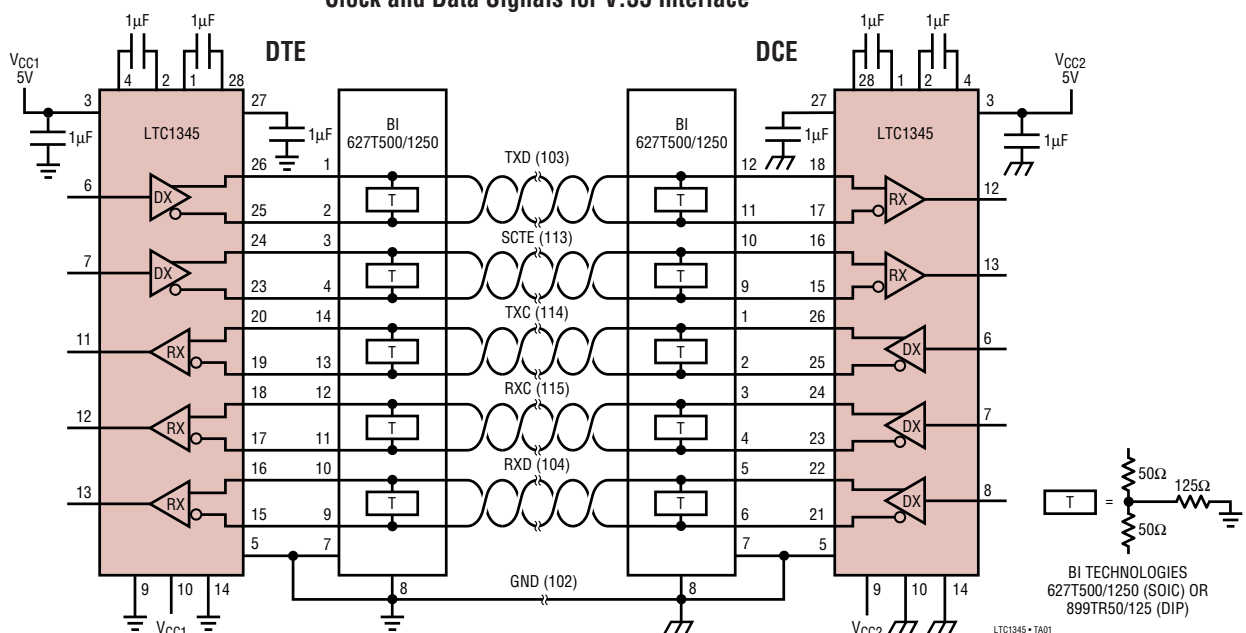 Clock and Data Signals for V.35 Interface
1µF 1µF 1µF 1µF
DTE DCE
VCC1
5V
VCC2
5V
4 2 1 28 28 1 2 4
3 27 27 3
1µF 1µF 1µF 1µF
LTC1345 BI BI LTC1345
627T500/1250 627T500/1250
TXD (103)
26 1 12 18
6 DX T T RX 12
25 2 11 17
SCTE (113)
24 3 10 16
7 DX T T RX 13
23 4 9 15
TXC (114)
20 14 1 26
11 RX T T DX 6
19 13 2 25
RXC (115)
18 12 3 24
12 RX T T DX 7
17 11 4 23
RXD (104)
16 10 5 22
13 RX T T DX 8
15 9 6 21
5 7 7 5
GND (102)
9 10 14 8 8 9 10 14
VCC1 VCC2
50Ω
125Ω
T =
50Ω
BI TECHNOLOGIES
627T500/1250 (SOIC) OR
899TR50/125 (DIP)
LTC1345 • TA01